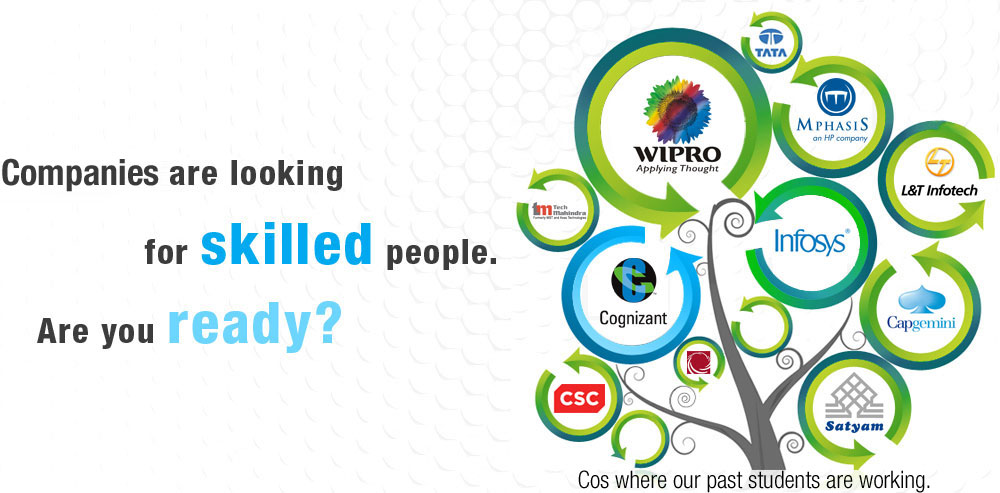 Companies are looking
for skilled people.
Are you ready?
TATA
WIPRO
Applying Thought
MPHASIS
an HP company
L&T Infotech
tm Tech
Mahindra
Infosys®
Cognizant
Capgemini
CSC
Satyam
Cos where our past students are working.